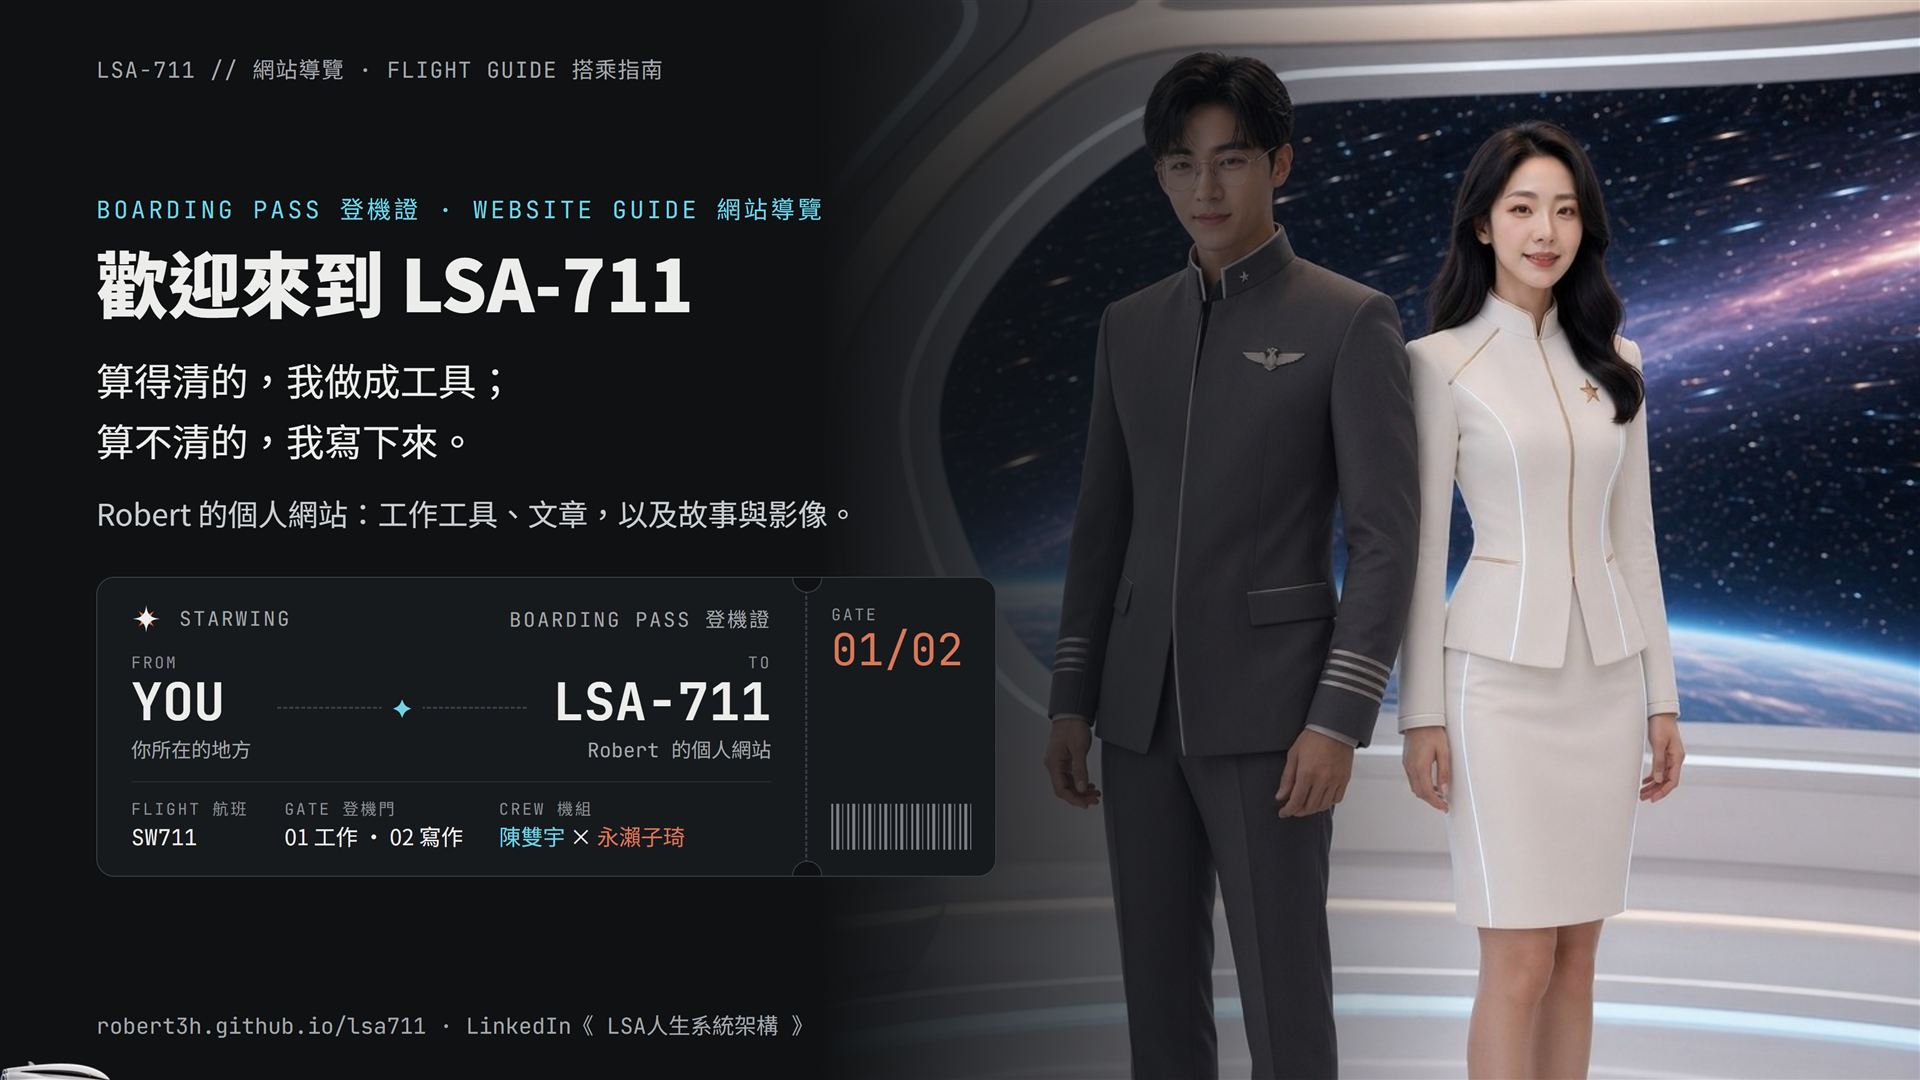 LSA-711 // 網站導覽 · FLIGHT GUIDE 搭乘指南
BOARDING PASS 登機證 · WEBSITE GUIDE 網站導覽
歡迎來到 LSA-711
算得清的，我做成工具；
算不清的，我寫下來。
Robert 的個人網站：工作工具、文章，以及故事與影像。
STARWING
BOARDING PASS 登機證
FROM
TO
YOU
LSA-711
你所在的地方
Robert 的個人網站
FLIGHT 航班
GATE 登機門
CREW 機組
SW711
01 工作 · 02 寫作
陳雙宇 × 永瀨子琦
GATE
01/02
robert3h.github.io/lsa711 · LinkedIn《 LSA人生系統架構 》